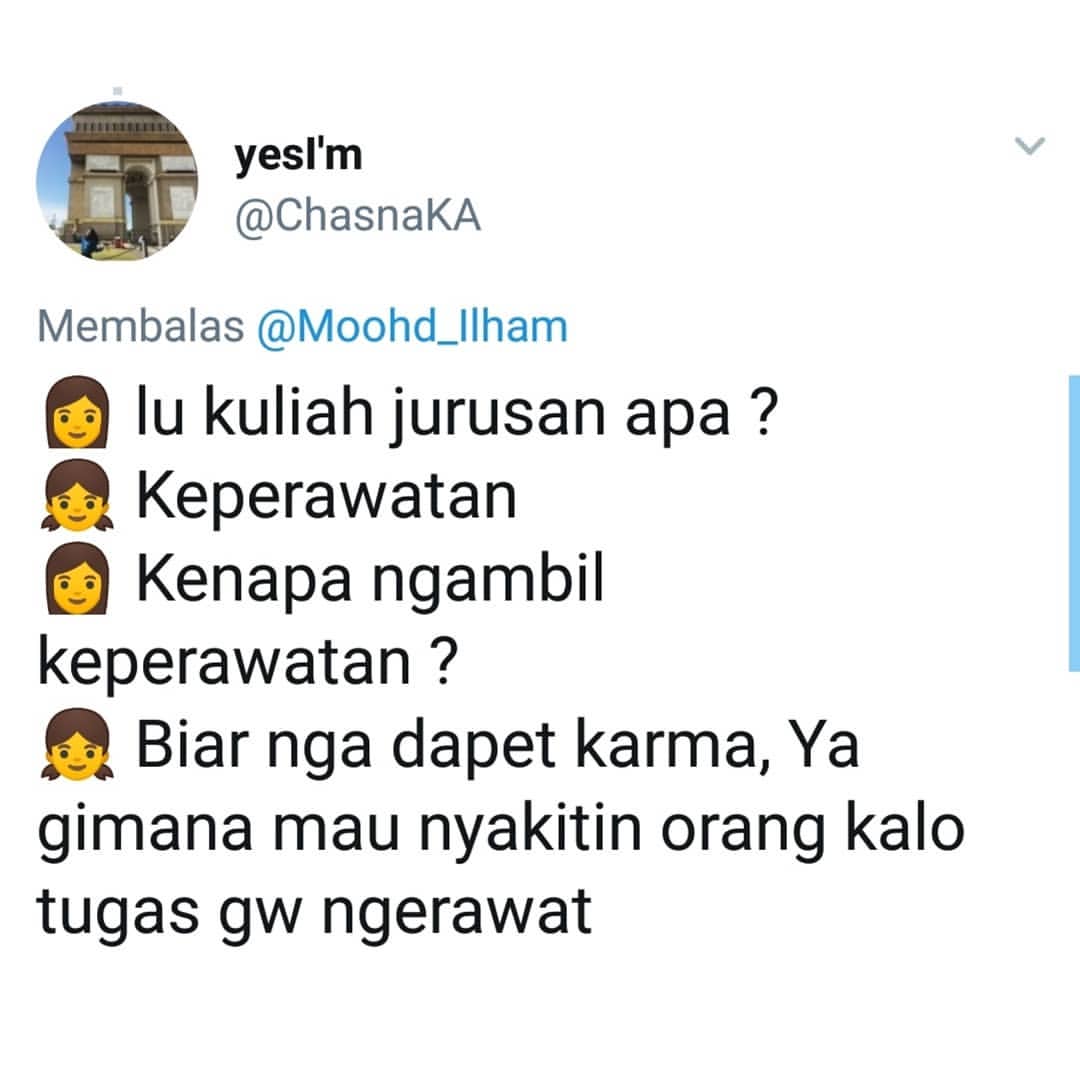 yesI'm
@ChasnaKA
Membalas @Moohd_Ilham
👩 lu kuliah jurusan apa ?
👧 Keperawatan
👩 Kenapa ngambil
keperawatan ?
👧 Biar nga dapet karma, Ya
gimana mau nyakitin orang kalo
tugas gw ngerawat